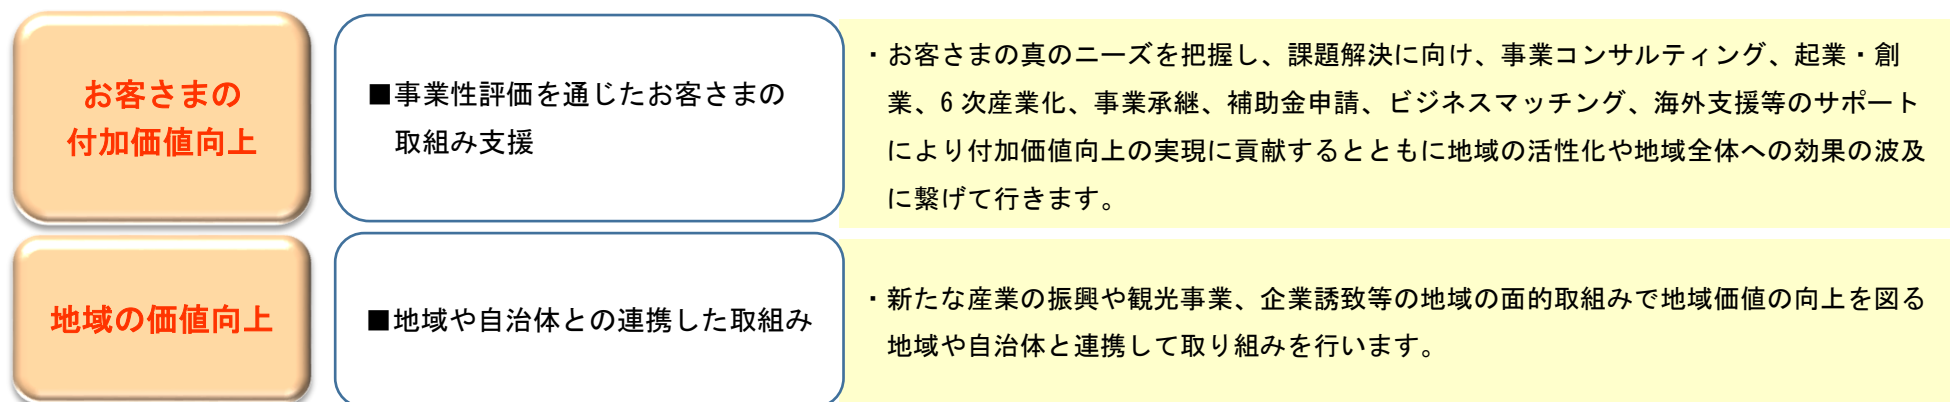 お客さまの
付加価値向上
■事業性評価を通じたお客さまの
取組み支援
・お客さまの真のニーズを把握し、課題解決に向け、事業コンサルティング、起業・創
業、6 次産業化、事業承継、補助金申請、ビジネスマッチング、海外支援等のサポート
により付加価値向上の実現に貢献するとともに地域の活性化や地域全体への効果の波及
に繋げて行きます。
地域の価値向上
■地域や自治体との連携した取組み
・新たな産業の振興や観光事業、企業誘致等の地域の面的取組みで地域価値の向上を図る
地域や自治体と連携して取り組みを行います。